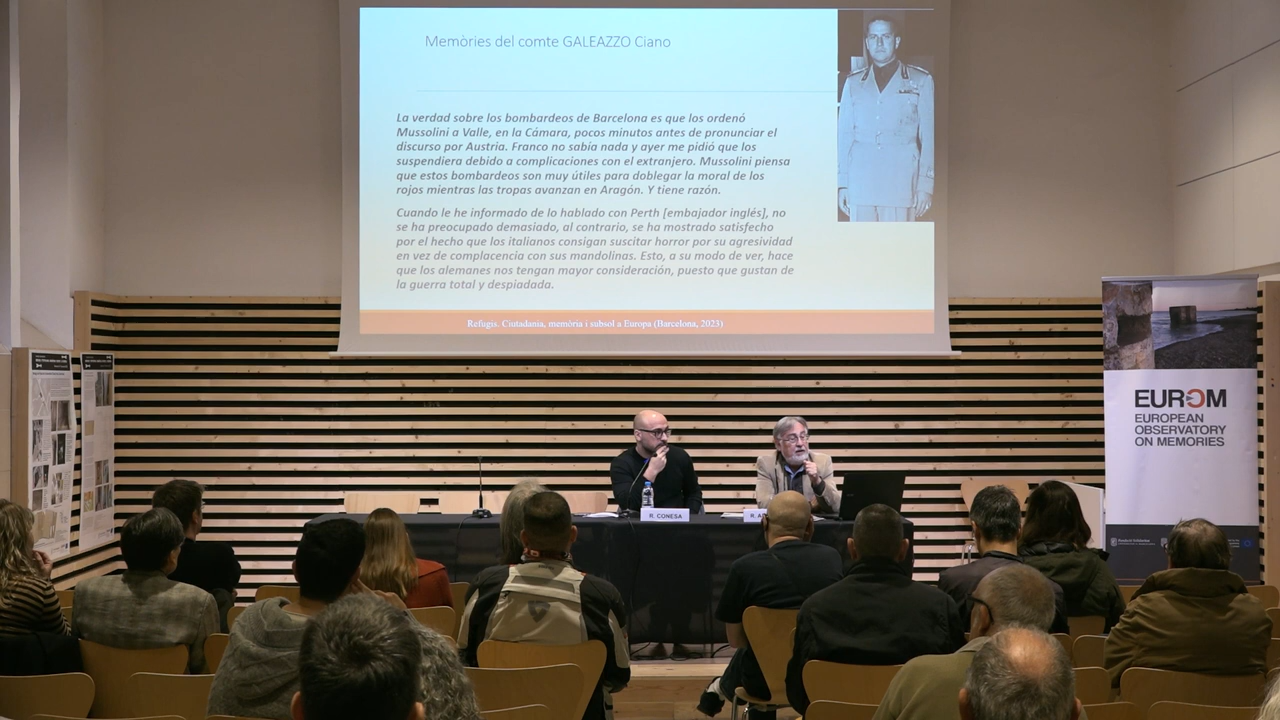 Memòries del comte GALEAZZO Ciano
La verdad sobre los bombardeos de Barcelona es que los ordenó
Mussolini a Valle, en la Cámara, pocos minutos antes de pronunciar el
discurso por Austria. Franco no sabía nada y ayer me pidió que los
suspendiera debido a complicaciones con el extranjero. Mussolini piensa
que estos bombardeos son muy útiles para doblegar la moral de los
rojos mientras las tropas avanzan en Aragón. Y tiene razón.
Cuando le he informado de lo hablado con Perth [embajador inglés], no
se ha preocupado demasiado, al contrario, se ha mostrado satisfecho
por el hecho que los italianos consigan suscitar horror por su agresividad
en vez de complacencia con sus mandolinas. Esto, a su modo de ver, hace
que los alemanes nos tengan mayor consideración, puesto que gustan de
la guerra total y despiadada.
Refugis. Ciutadania, memòria i subsol a Europa (Barcelona, 2023)
EUROM
EUROPEAN
OBSERVATORY
ON MEMORIES
R. CONESA
R.